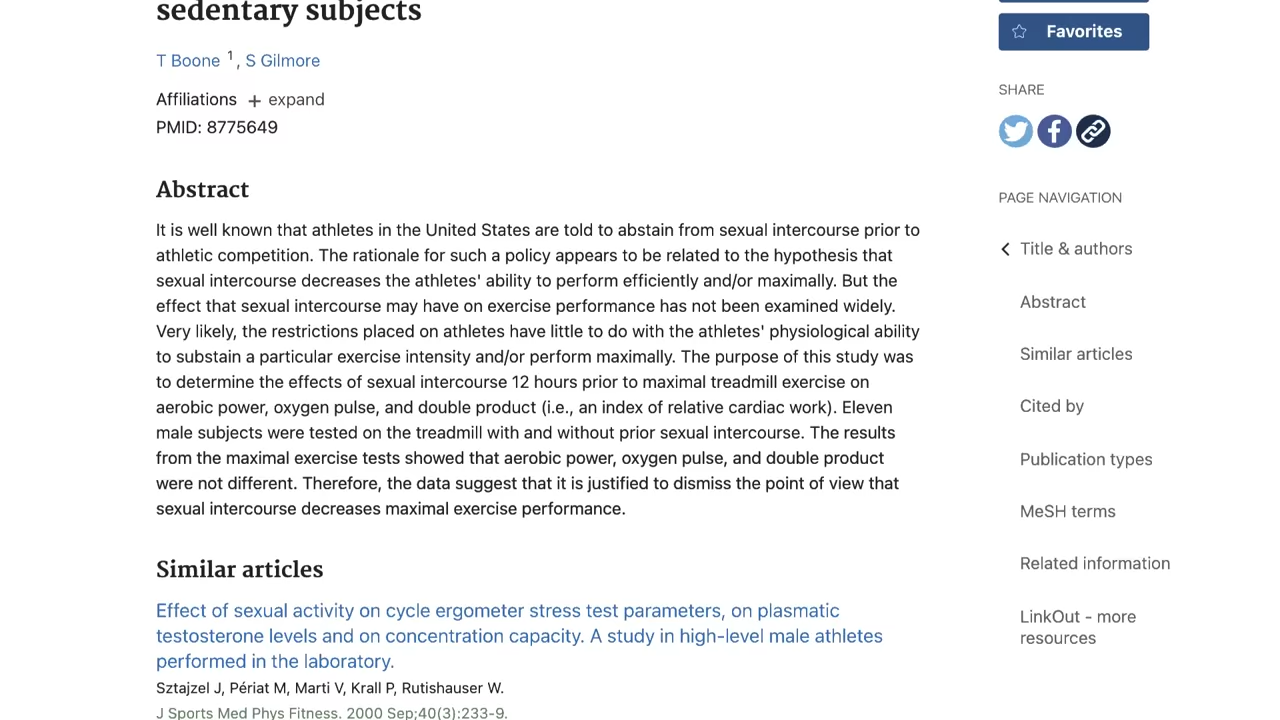 sedentary subjects
T Boone 1, S Gilmore
Affiliations + expand
PMID: 8775649
Abstract
It is well known that athletes in the United States are told to abstain from sexual intercourse prior to
athletic competition. The rationale for such a policy appears to be related to the hypothesis that
sexual intercourse decreases the athletes' ability to perform efficiently and/or maximally. But the
effect that sexual intercourse may have on exercise performance has not been examined widely.
Very likely, the restrictions placed on athletes have little to do with the athletes' physiological ability
to substain a particular exercise intensity and/or perform maximally. The purpose of this study was
to determine the effects of sexual intercourse 12 hours prior to maximal treadmill exercise on
aerobic power, oxygen pulse, and double product (i.e., an index of relative cardiac work). Eleven
male subjects were tested on the treadmill with and without prior sexual intercourse. The results
from the maximal exercise tests showed that aerobic power, oxygen pulse, and double product
were not different. Therefore, the data suggest that it is justified to dismiss the point of view that
sexual intercourse decreases maximal exercise performance.
Similar articles
Effect of sexual activity on cycle ergometer stress test parameters, on plasmatic
testosterone levels and on concentration capacity. A study in high-level male athletes
performed in the laboratory.
Sztajzel J, Périat M, Marti V, Krall P, Rutishauser W.
J Sports Med Phys Fitness. 2000 Sep;40(3):233-9.
Favorites
SHARE
PAGE NAVIGATION
Title & authors
Abstract
Similar articles
Cited by
Publication types
MeSH terms
Related information
LinkOut - more
resources